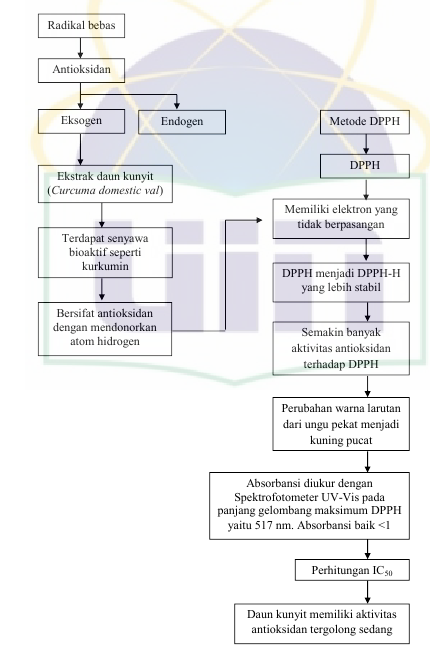 Radikal bebas
Antioksidan
Eksogen
Endogen
Ekstrak daun kunyit
(Curcuma domestic val)
Terdapat senyawa
bioaktif seperti
kurkumin
Bersifat antioksidan
dengan mendonorkan
atom hidrogen
Metode DPPH
DPPH
Memiliki elektron yang
tidak berpasangan
DPPH menjadi DPPH-H
yang lebih stabil
Semakin banyak
aktivitas antioksidan
terhadap DPPH
Perubahan warna larutan
dari ungu pekat menjadi
kuning pucat
Absorbansi diukur dengan
Spektrofotometer UV-Vis pada
panjang gelombang maksimum DPPH
yaitu 517 nm. Absorbansi baik <1
Perhitungan IC₅₀
Daun kunyit memiliki aktivitas
antioksidan tergolong sedang
uin